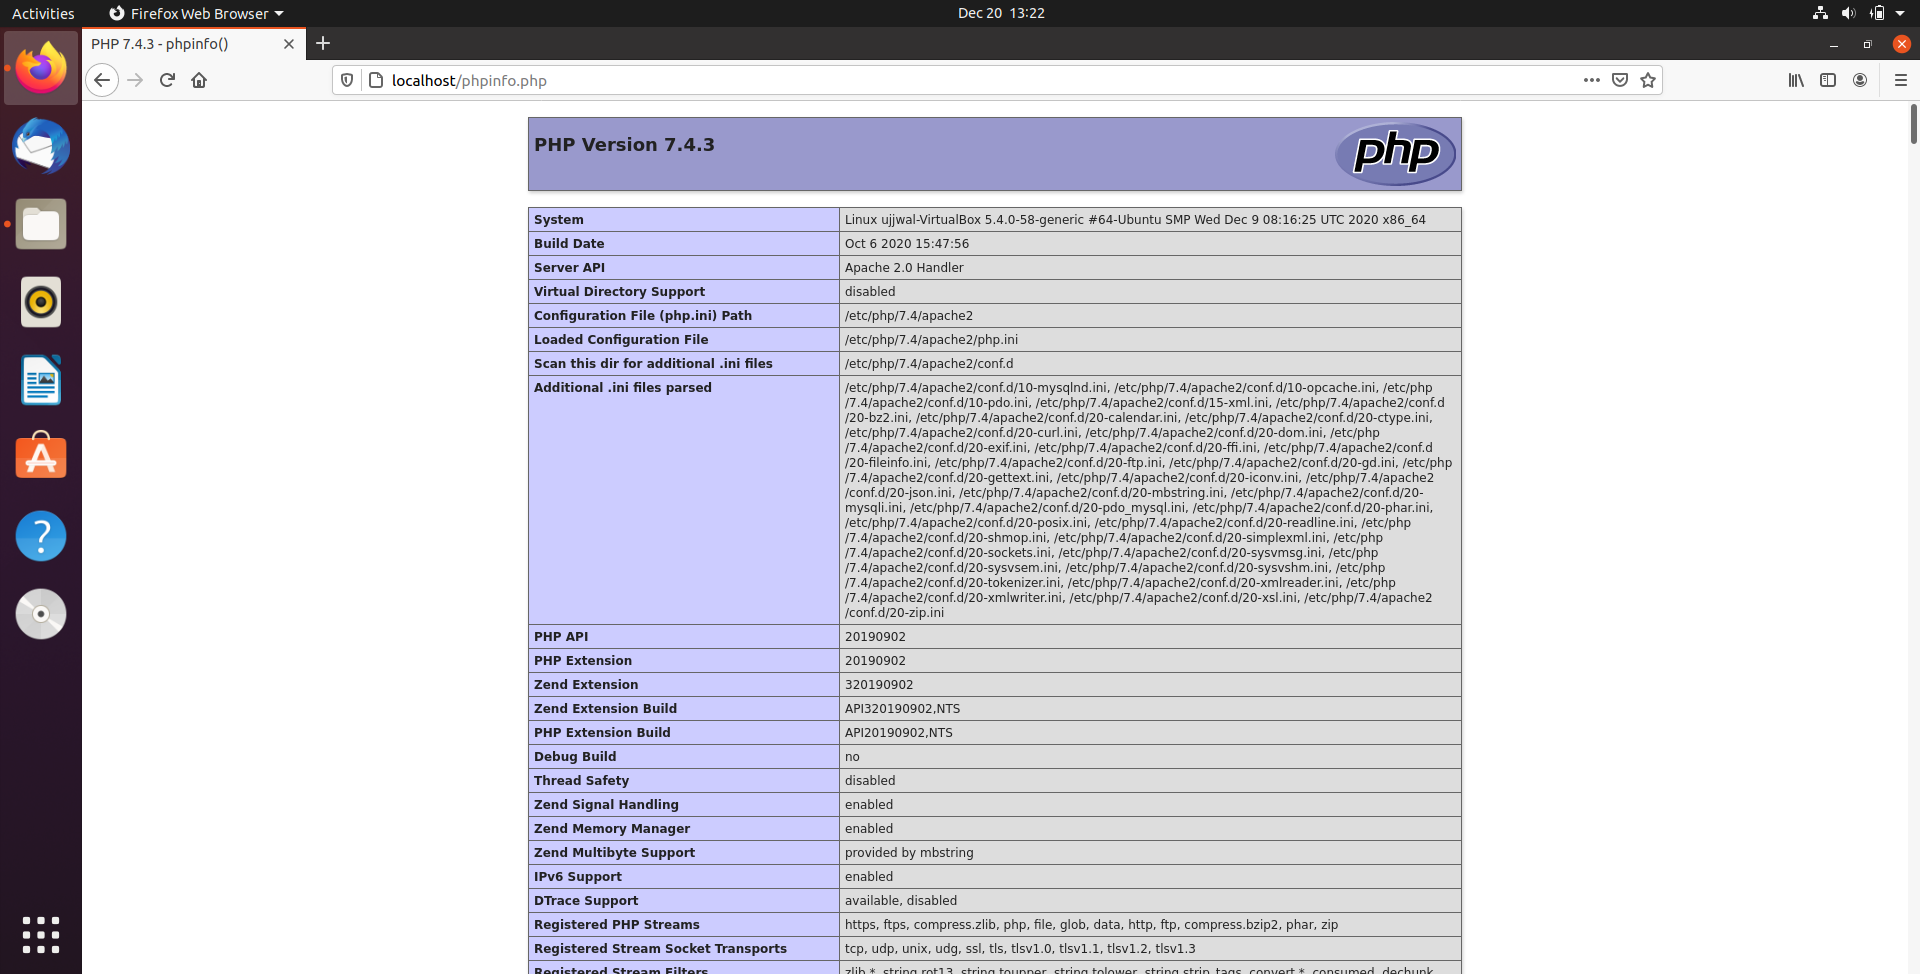 Activities Firefox Web Browser Dec 20 13:22
PHP 7.4.3 - phpinfo()
localhost/phpinfo.php
PHP Version 7.4.3 php
System Linux ujjwal-VirtualBox 5.4.0-58-generic #64-Ubuntu SMP Wed Dec 9 08:16:25 UTC 2020 x86_64
Build Date Oct 6 2020 15:47:56
Server API Apache 2.0 Handler
Virtual Directory Support disabled
Configuration File (php.ini) Path /etc/php/7.4/apache2
Loaded Configuration File /etc/php/7.4/apache2/php.ini
Scan this dir for additional .ini files /etc/php/7.4/apache2/conf.d
Additional .ini files parsed /etc/php/7.4/apache2/conf.d/10-mysqlnd.ini, /etc/php/7.4/apache2/conf.d/10-opcache.ini, /etc/php
/7.4/apache2/conf.d/10-pdo.ini, /etc/php/7.4/apache2/conf.d/15-xml.ini, /etc/php/7.4/apache2/conf.d
/20-bz2.ini, /etc/php/7.4/apache2/conf.d/20-calendar.ini, /etc/php/7.4/apache2/conf.d/20-ctype.ini,
/etc/php/7.4/apache2/conf.d/20-curl.ini, /etc/php/7.4/apache2/conf.d/20-dom.ini, /etc/php
/7.4/apache2/conf.d/20-exif.ini, /etc/php/7.4/apache2/conf.d/20-ffi.ini, /etc/php/7.4/apache2/conf.d
/20-fileinfo.ini, /etc/php/7.4/apache2/conf.d/20-ftp.ini, /etc/php/7.4/apache2/conf.d/20-gd.ini, /etc/php
/7.4/apache2/conf.d/20-gettext.ini, /etc/php/7.4/apache2/conf.d/20-iconv.ini, /etc/php/7.4/apache2
/conf.d/20-json.ini, /etc/php/7.4/apache2/conf.d/20-mbstring.ini, /etc/php/7.4/apache2/conf.d/20-
mysqli.ini, /etc/php/7.4/apache2/conf.d/20-pdo_mysql.ini, /etc/php/7.4/apache2/conf.d/20-phar.ini,
/etc/php/7.4/apache2/conf.d/20-posix.ini, /etc/php/7.4/apache2/conf.d/20-readline.ini, /etc/php
/7.4/apache2/conf.d/20-shmop.ini, /etc/php/7.4/apache2/conf.d/20-simplexml.ini, /etc/php
/7.4/apache2/conf.d/20-sockets.ini, /etc/php/7.4/apache2/conf.d/20-sysvmsg.ini, /etc/php
/7.4/apache2/conf.d/20-sysvsem.ini, /etc/php/7.4/apache2/conf.d/20-sysvshm.ini, /etc/php
/7.4/apache2/conf.d/20-tokenizer.ini, /etc/php/7.4/apache2/conf.d/20-xmlreader.ini, /etc/php
/7.4/apache2/conf.d/20-xmlwriter.ini, /etc/php/7.4/apache2/conf.d/20-xsl.ini, /etc/php/7.4/apache2
/conf.d/20-zip.ini
PHP API 20190902
PHP Extension 20190902
Zend Extension 320190902
Zend Extension Build API320190902,NTS
PHP Extension Build API20190902,NTS
Debug Build no
Thread Safety disabled
Zend Signal Handling enabled
Zend Memory Manager enabled
Zend Multibyte Support provided by mbstring
IPv6 Support enabled
DTrace Support available, disabled
Registered PHP Streams https, ftps, compress.zlib, php, file, glob, data, http, ftp, compress.bzip2, phar, zip
Registered Stream Socket Transports tcp, udp, unix, udg, ssl, tls, tlsv1.0, tlsv1.1, tlsv1.2, tlsv1.3
Registered Stream Filters zlib.*, string.rot13, string.toupper, string.tolower, string.strip_tags, convert.*, consumed, dechunk,